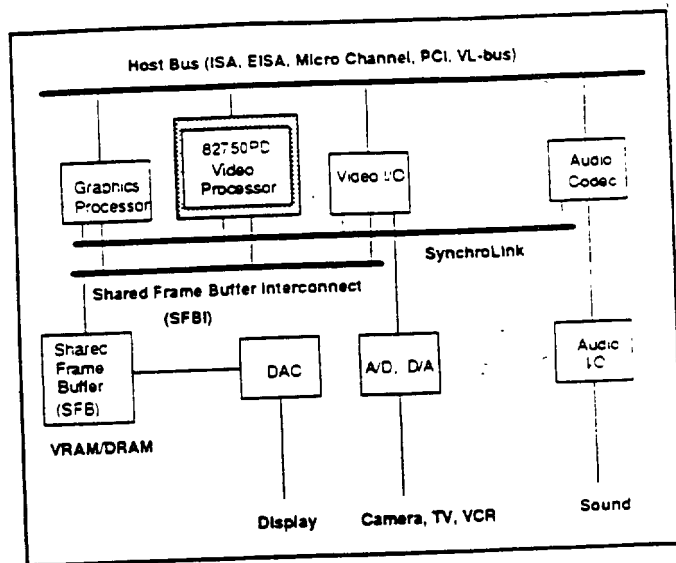 Host Bus (ISA, EISA, Micro Channel, PCI, VL-bus)
82750PD
Video
Processor
Graphics
Processor
Video I/O
Audio
Codec
SynchroLink
Shared Frame Buffer Interconnect
(SFBI)
Shared
Frame
Buffer
(SFB)
DAC
A/D, D/A
Audio
I/O
VRAM/DRAM
Display
Camera, TV, VCR
Sound